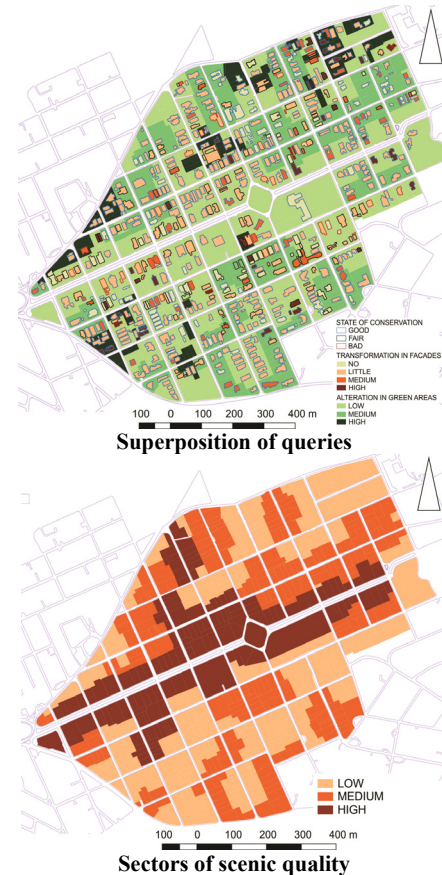 STATE OF CONSERVATION
GOOD
FAIR
BAD
TRANSFORMATION IN FACADES
NO
LITTLE
MEDIUM
HIGH
ALTERATION IN GREEN AREAS
LOW
MEDIUM
HIGH
100 0 100 200 300 400 m
Superposition of queries
LOW
MEDIUM
HIGH
100 0 100 200 300 400 m
Sectors of scenic quality